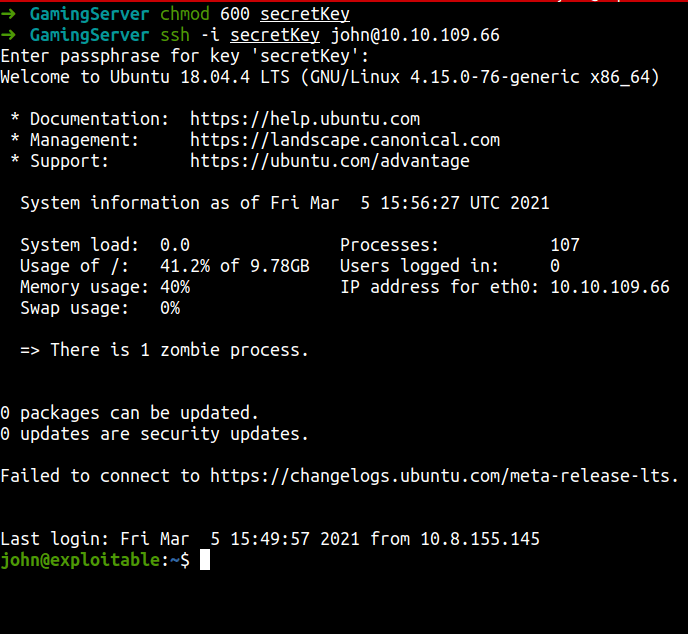 → GamingServer chmod 600 secretKey
→ GamingServer ssh -i secretKey john@10.10.109.66
Enter passphrase for key 'secretKey':
Welcome to Ubuntu 18.04.4 LTS (GNU/Linux 4.15.0-76-generic x86_64)
* Documentation:  https://help.ubuntu.com
* Management:     https://landscape.canonical.com
* Support:        https://ubuntu.com/advantage
System information as of Fri Mar  5 15:56:27 UTC 2021
System load:  0.0               Processes:           107
Usage of /:   41.2% of 9.78GB   Users logged in:     0
Memory usage: 40%               IP address for eth0: 10.10.109.66
Swap usage:   0%
=> There is 1 zombie process.
0 packages can be updated.
0 updates are security updates.
Failed to connect to https://changelogs.ubuntu.com/meta-release-lts.
Last login: Fri Mar  5 15:49:57 2021 from 10.8.155.145
john@exploitable:~$